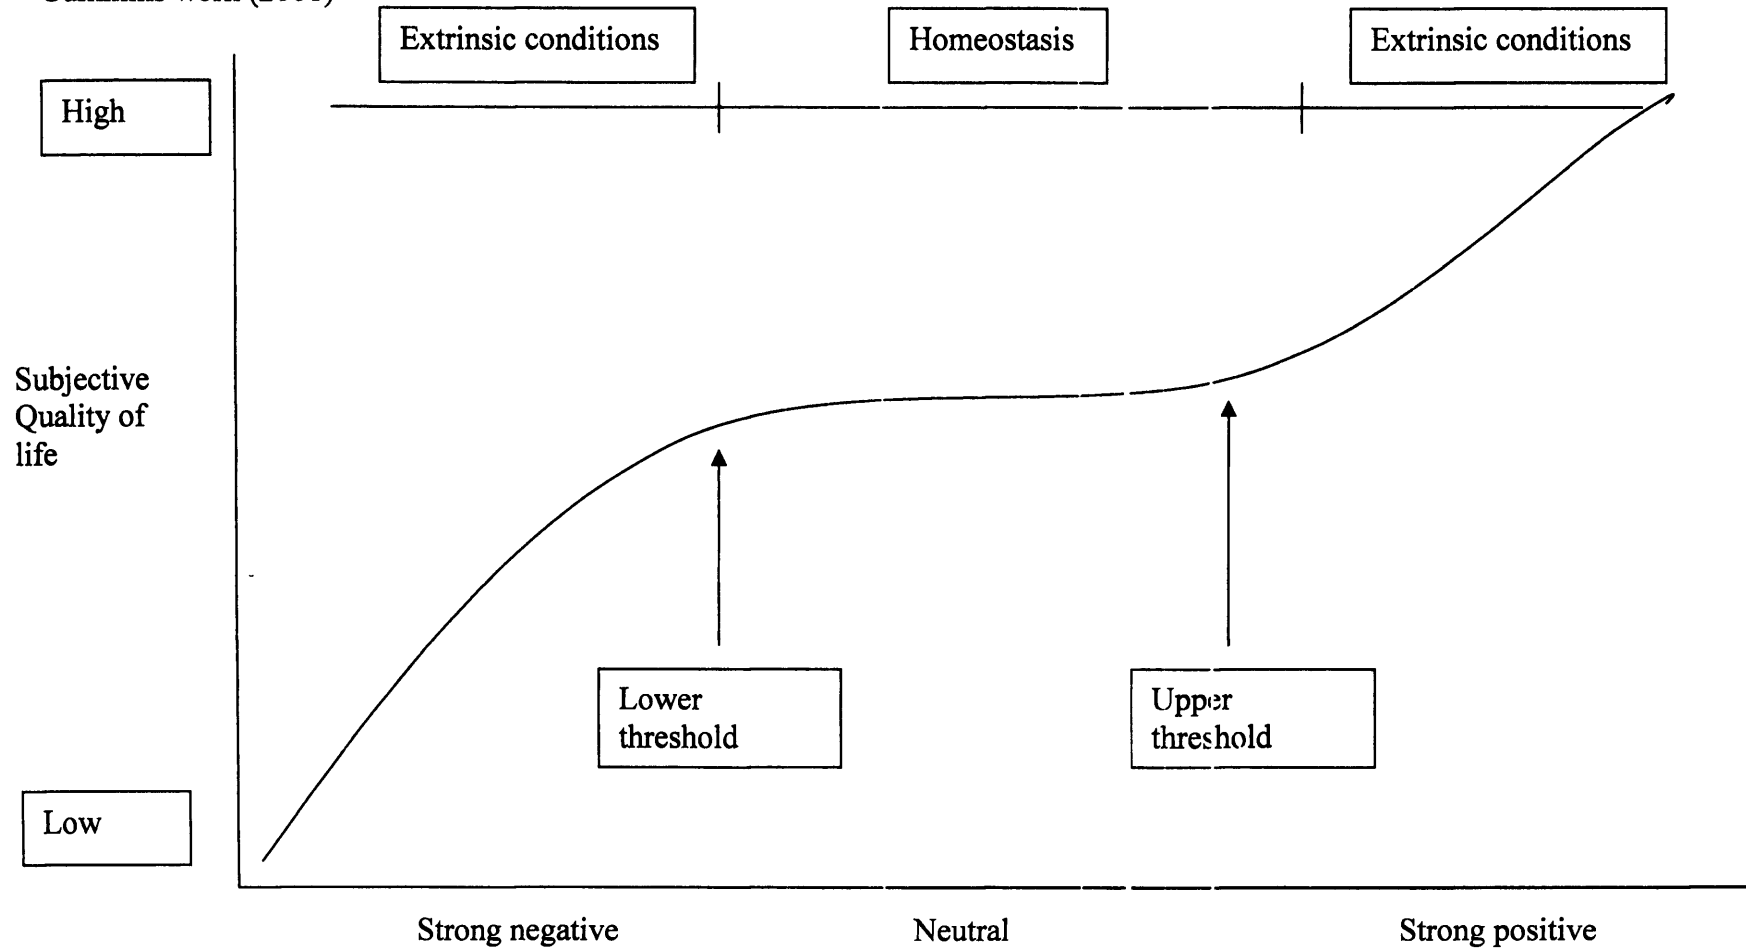 Extrinsic conditions
Homeostasis
Extrinsic conditions
High
Subjective
Quality of
life
Lower
threshold
Upper
threshold
Low
Strong negative
Neutral
Strong positive